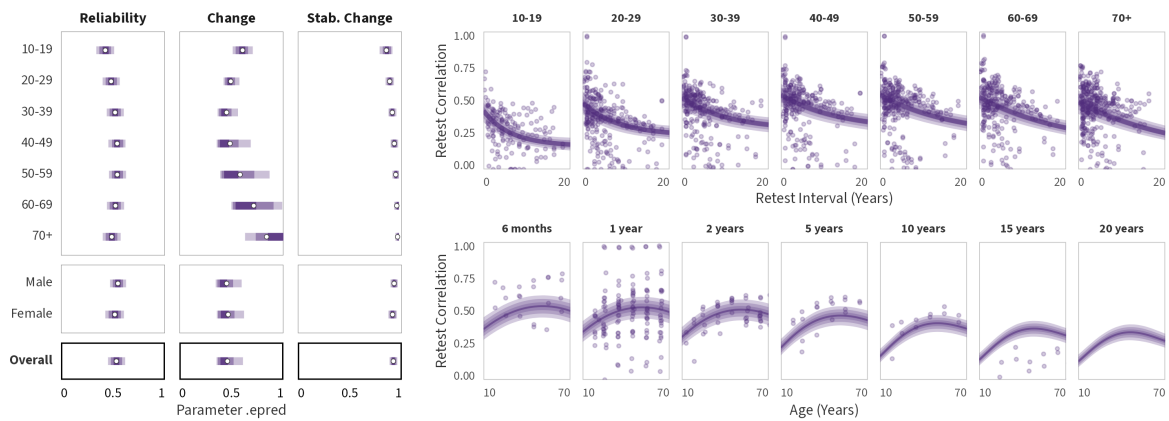 Reliability Change Stab. Change
10-19
20-29
30-39
40-49
50-59
60-69
70+
Male
Female
Overall
0 0.5 1 0 0.5 1 0 0.5 1
Parameter .epred
10-19 20-29 30-39 40-49 50-59 60-69 70+
Retest Correlation
1.00
0.75
0.50
0.25
0.00
0 20 0 20 0 20 0 20 0 20 0 20 0 20
Retest Interval (Years)
6 months 1 year 2 years 5 years 10 years 15 years 20 years
Retest Correlation
1.00
0.75
0.50
0.25
0.00
10 70 10 70 10 70 10 70 10 70 10 70 10 70
Age (Years)